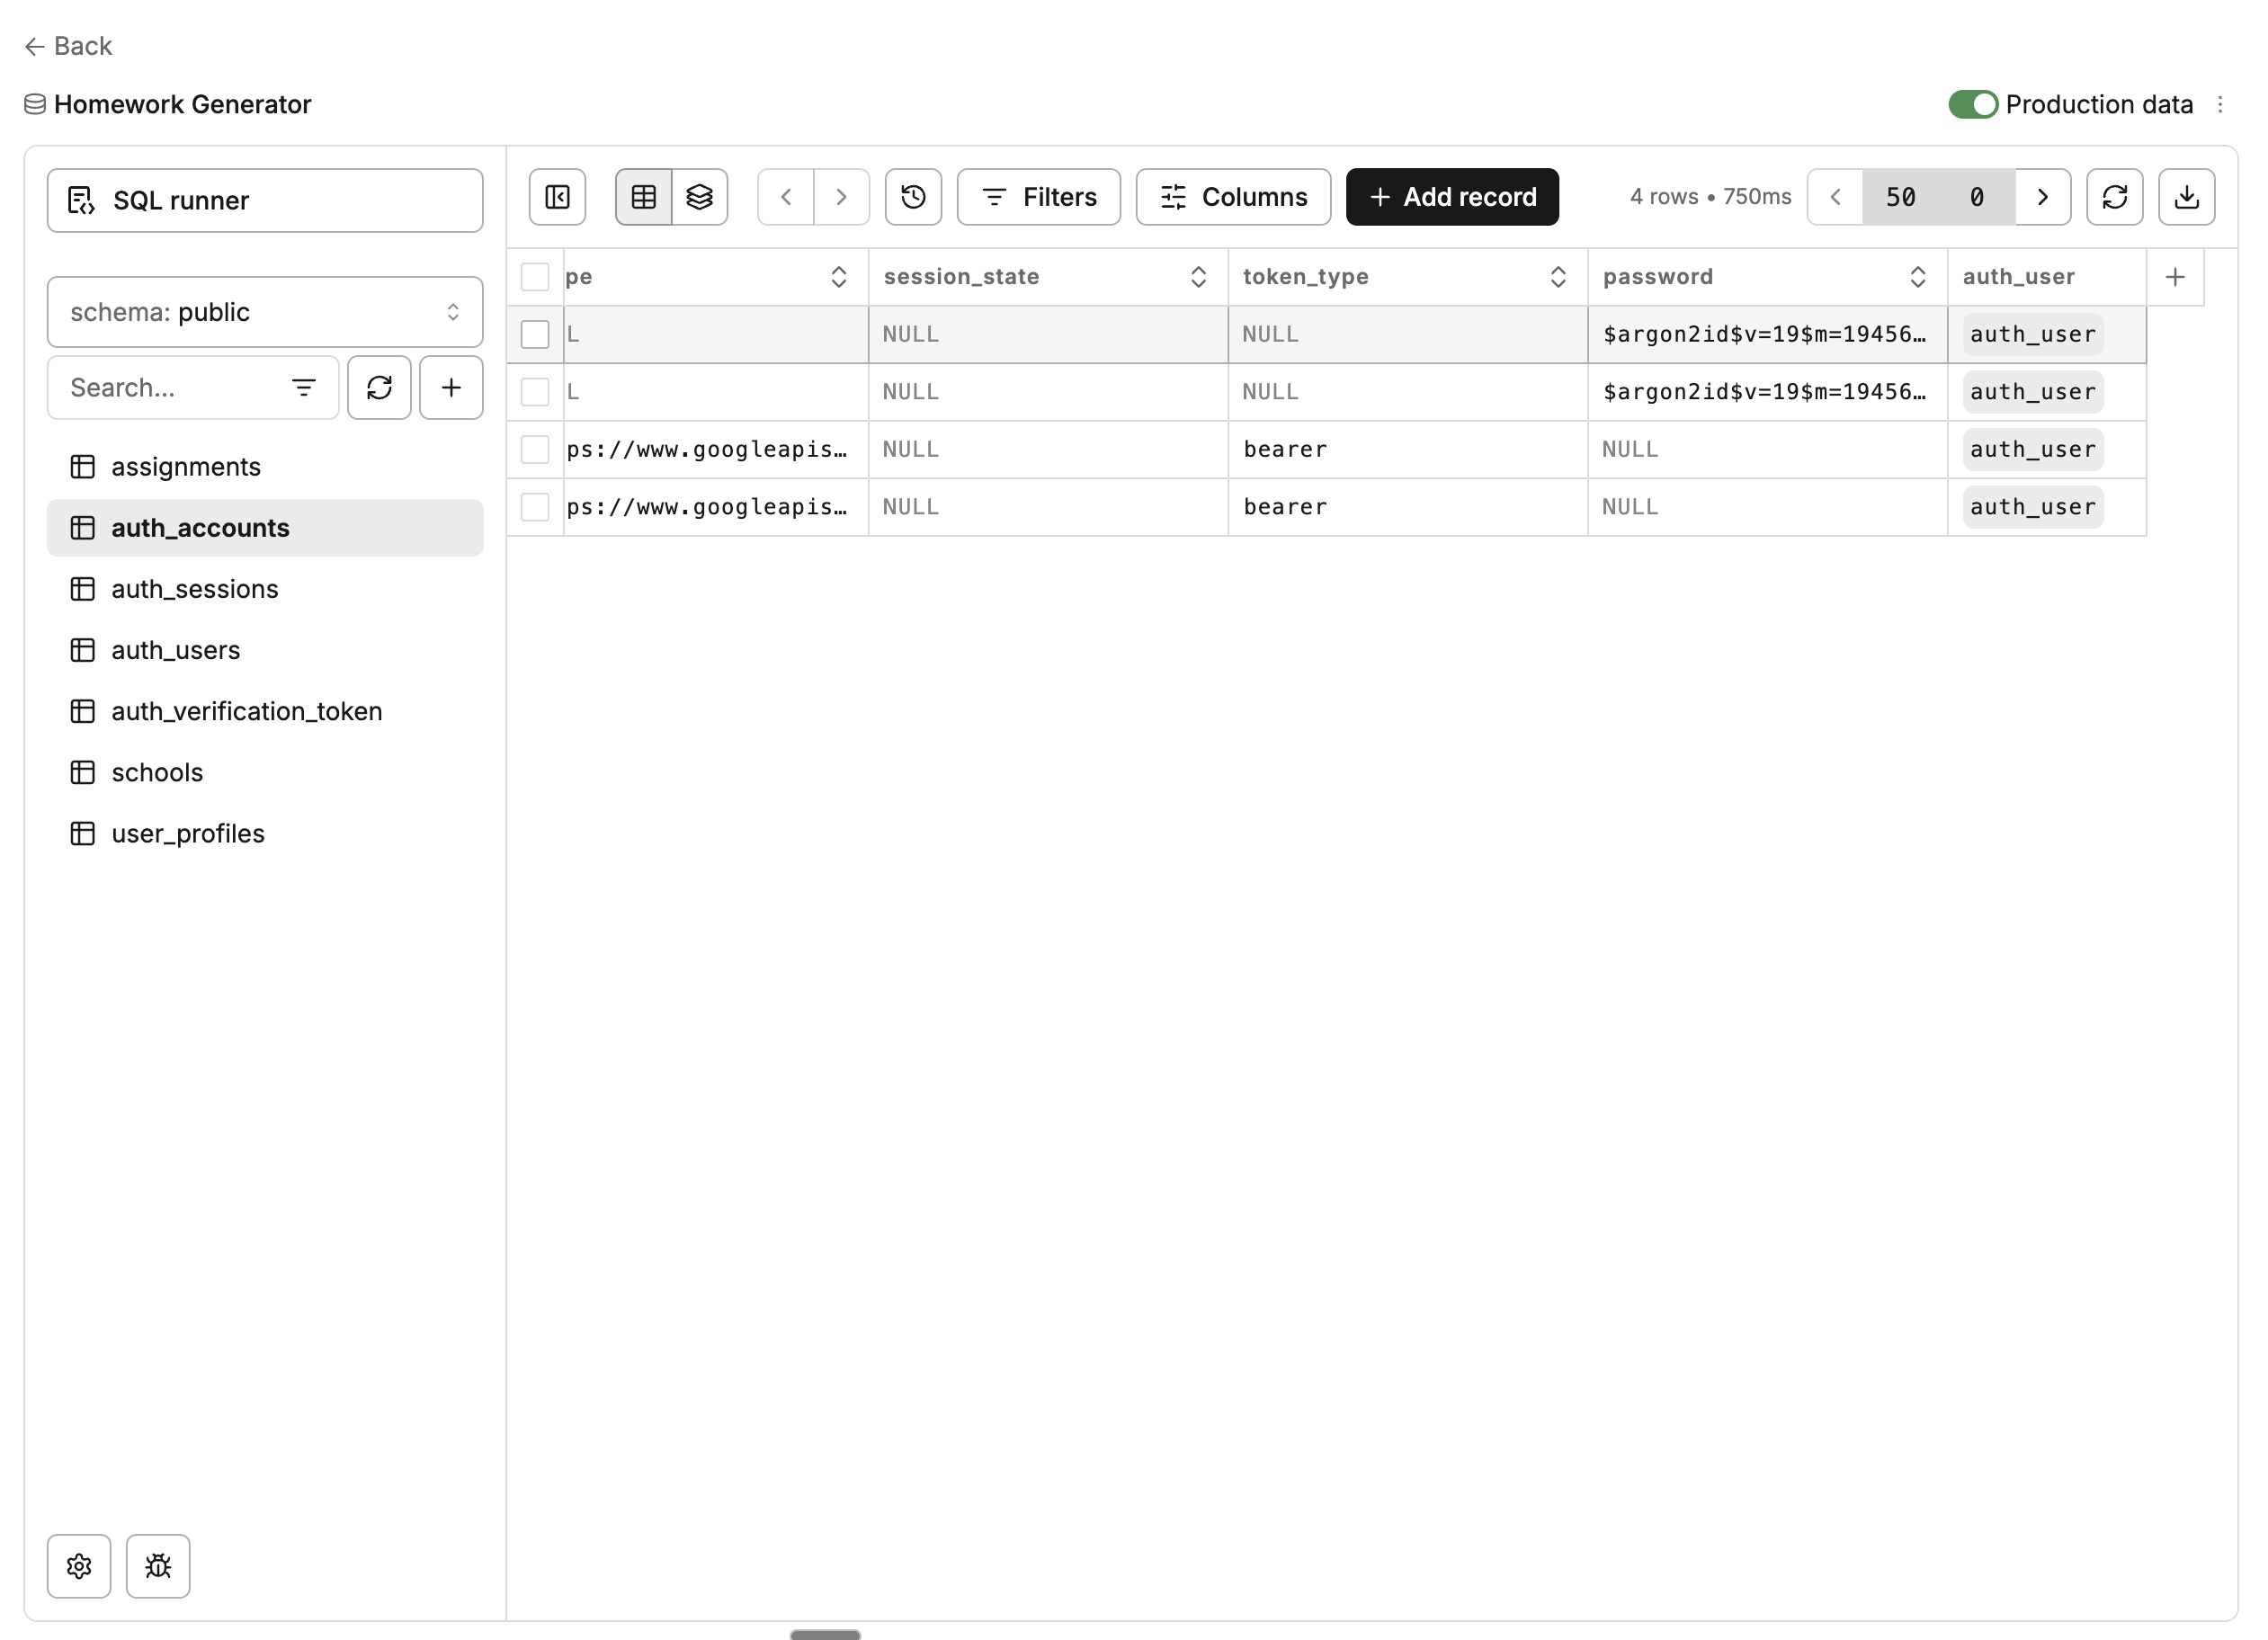 Back
Homework Generator
Production data
SQL runner
Filters
Columns
Add record
4 rows • 750ms
50
0
schema: public
Search...
assignments
auth_accounts
auth_sessions
auth_users
auth_verification_token
schools
user_profiles
pe session_state token_type password auth_user
L NULL NULL $argon2id$v=19$m=19456… auth_user
L NULL NULL $argon2id$v=19$m=19456… auth_user
ps://www.googleapis… NULL bearer NULL auth_user
ps://www.googleapis… NULL bearer NULL auth_user